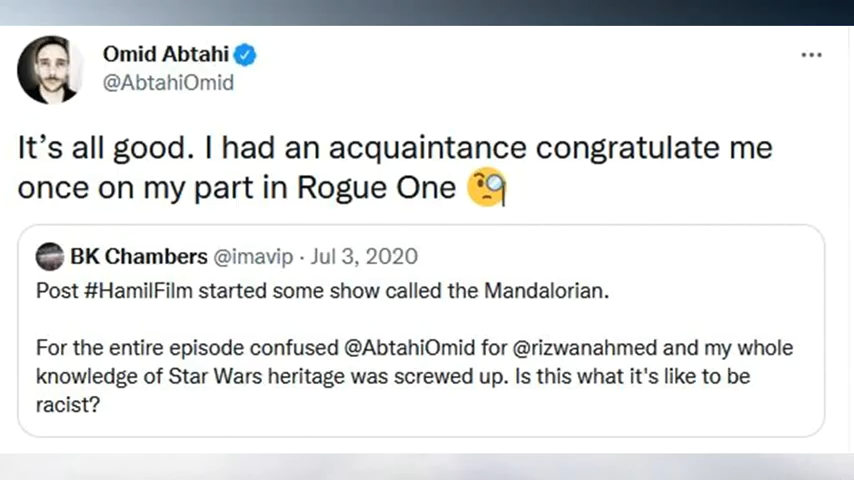 Omid Abtahi
@AbtahiOmid
It's all good. I had an acquaintance congratulate me
once on my part in Rogue One 🧐
BK Chambers @imavip · Jul 3, 2020
Post #HamilFilm started some show called the Mandalorian.
For the entire episode confused @AbtahiOmid for @rizwanahmed and my whole
knowledge of Star Wars heritage was screwed up. Is this what it's like to be
racist?